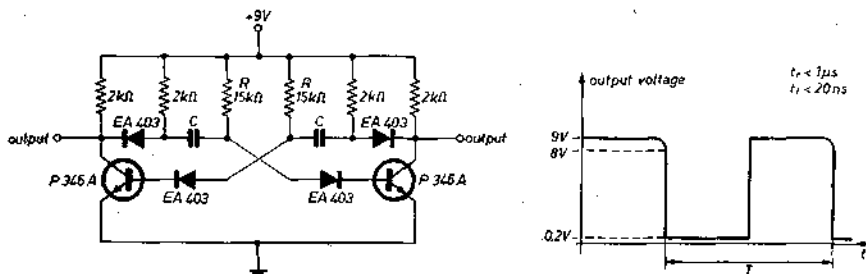 +9V
2kΩ
2kΩ
R
15kΩ
R
15kΩ
2kΩ
2kΩ
output
EA 403
C
C
EA 403
output
P 346 A
EA 403
EA 403
P 346 A
output voltage
tr < 1µs
tf < 20ns
9V
8V
0.2V
T
t